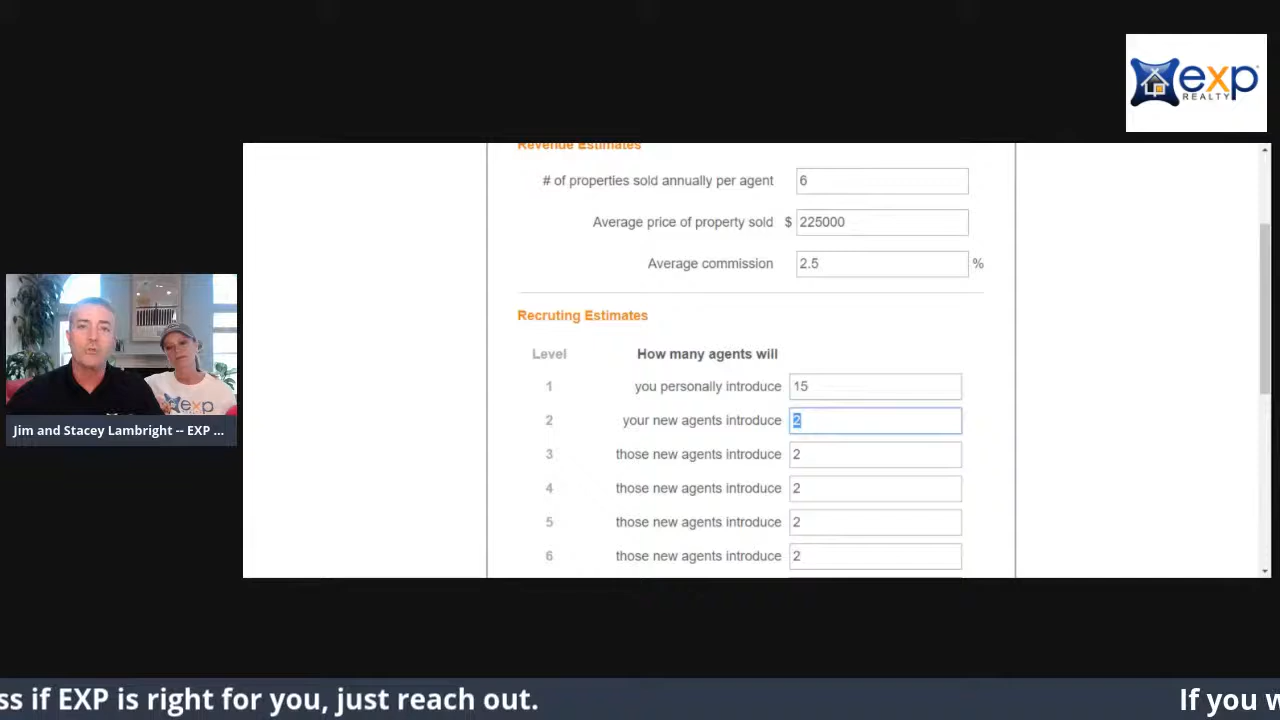 exp
REALTY
Revenue Estimates
# of properties sold annually per agent 6
Average price of property sold $ 225000
Average commission 2.5 %
Recruting Estimates
Level How many agents will
1 you personally introduce 15
2 your new agents introduce 2
3 those new agents introduce 2
4 those new agents introduce 2
5 those new agents introduce 2
6 those new agents introduce 2
exp
Jim and Stacey Lambright -- EXP ...
ss if EXP is right for you, just reach out. If you w